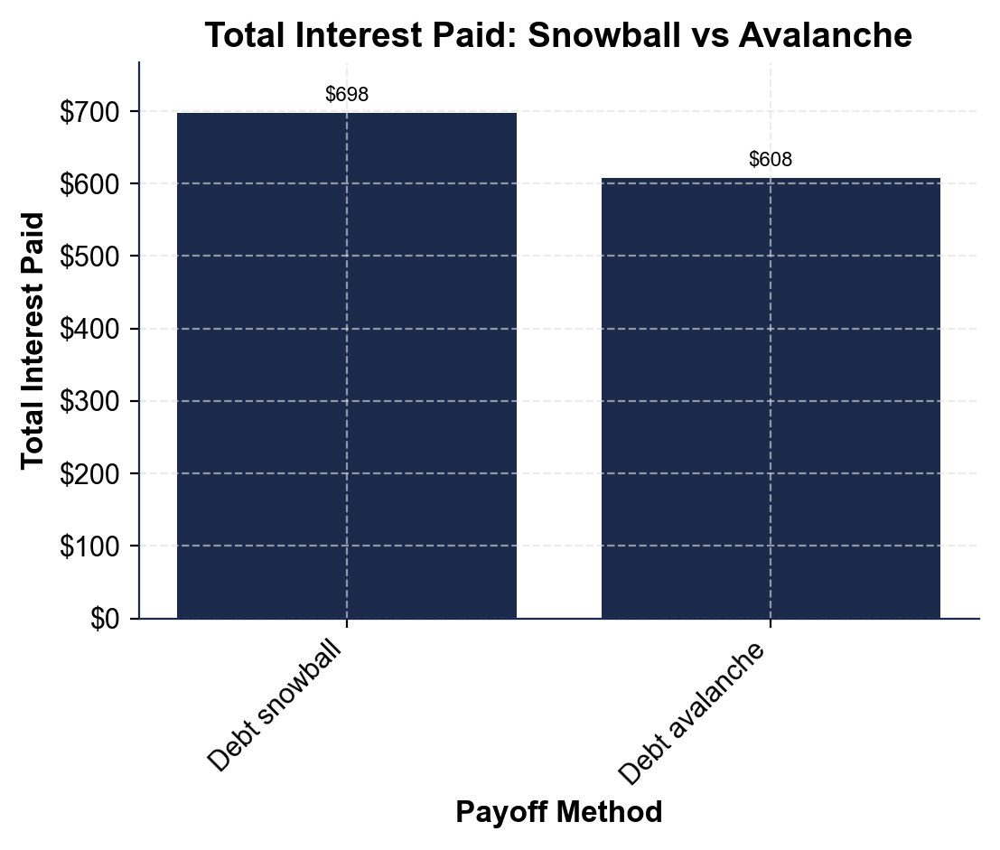 Total Interest Paid: Snowball vs Avalanche
Total Interest Paid
$700
$600
$500
$400
$300
$200
$100
$0
$698
$608
Debt snowball
Debt avalanche
Payoff Method